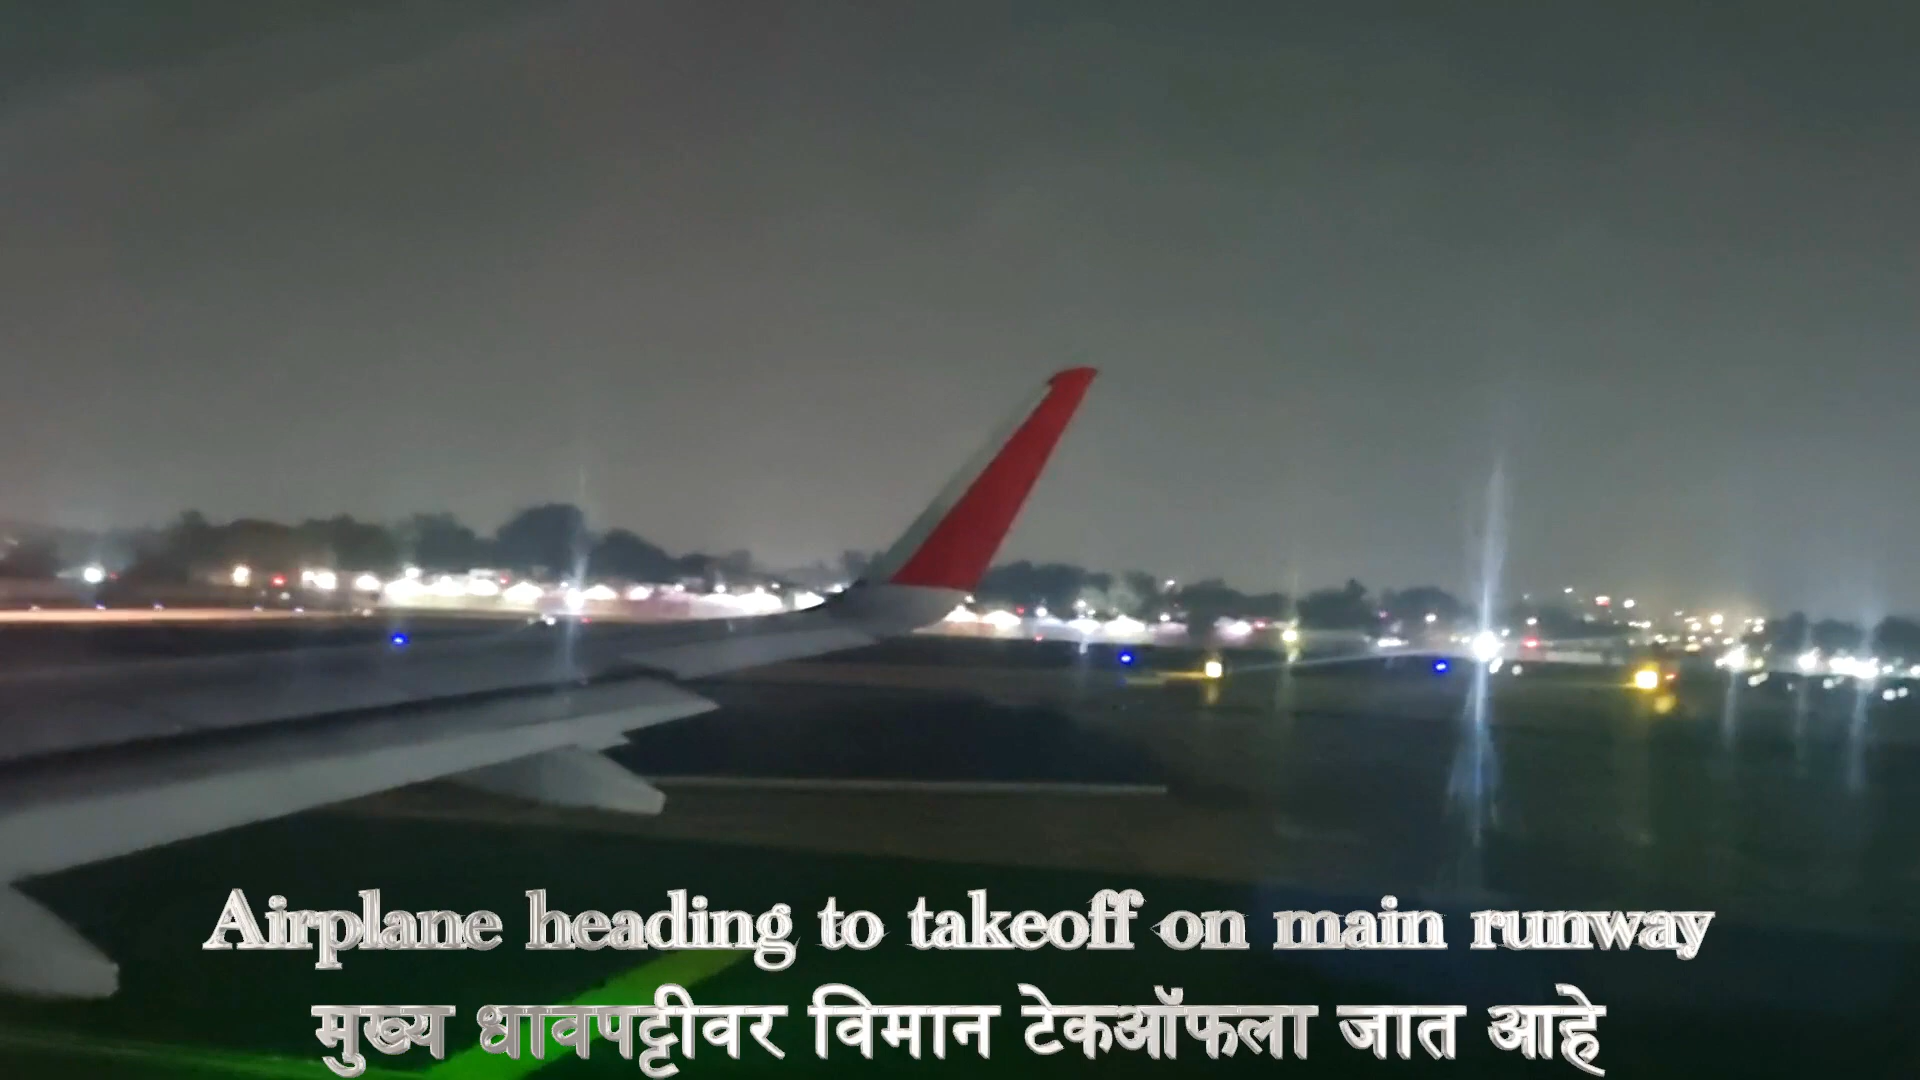 Airplane heading to takeoff on main runway
मुख्य धावपट्टीवर विमान टेकऑफला जात आहे